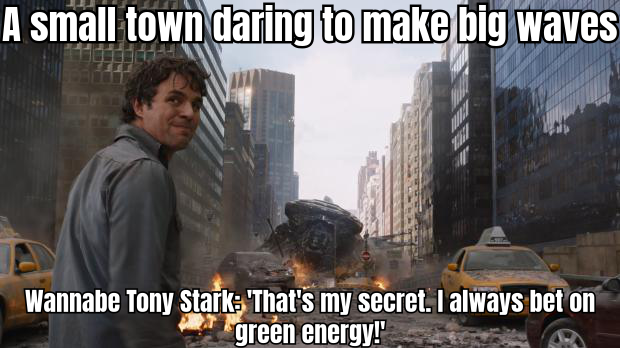 A small town daring to make big waves
Wannabe Tony Stark: 'That's my secret. I always bet on
green energy!'